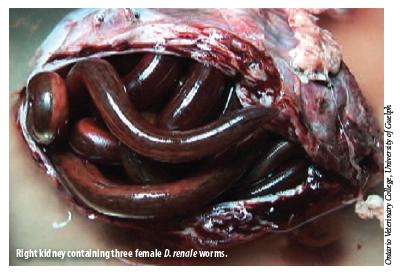 Right kidney containing three female D. renale worms.
Ontario Veterinary College, University of Guelph